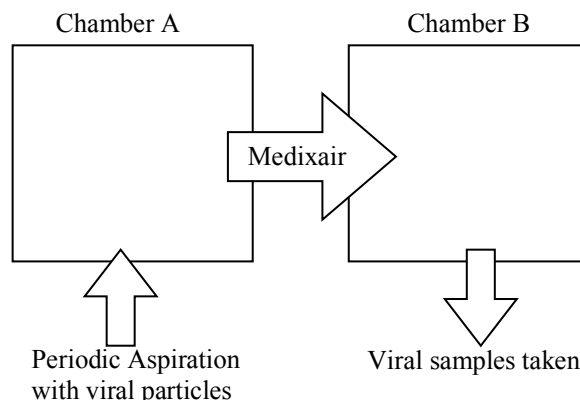 Chamber A
Chamber B
Medixair
Periodic Aspiration
with viral particles
Viral samples taken